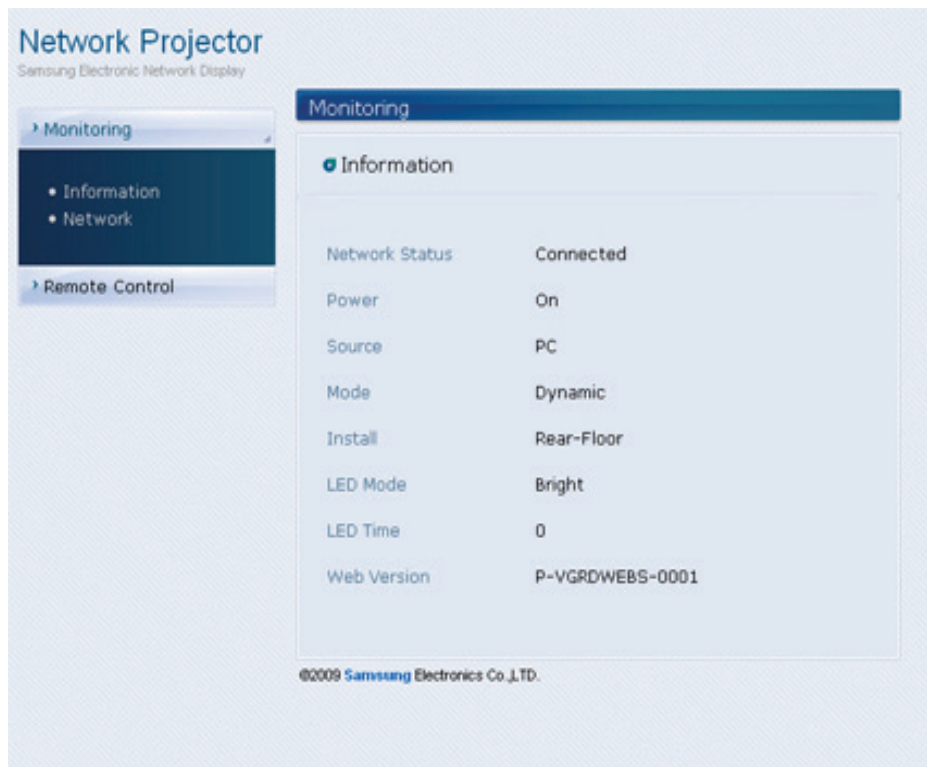 Network Projector
Samsung Electronic Network Display
Monitoring
Information
Network
Remote Control
Monitoring
Information
Network Status Connected
Power On
Source PC
Mode Dynamic
Install Rear-Floor
LED Mode Bright
LED Time 0
Web Version P-VGRDWEBS-0001
©2009 Samsung Electronics Co.,LTD.